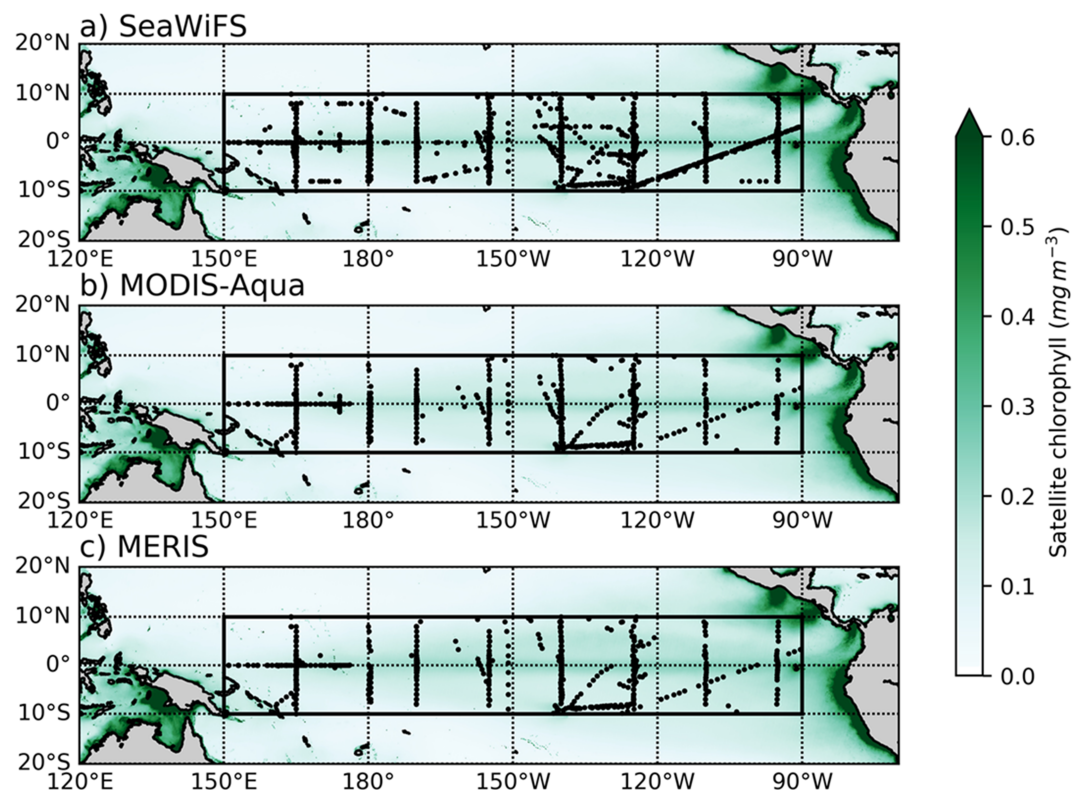 a) SeaWiFS
20°N
10°N
0°
10°S
20°S
120°E 150°E 180° 150°W 120°W 90°W
b) MODIS-Aqua
20°N
10°N
0°
10°S
20°S
120°E 150°E 180° 150°W 120°W 90°W
c) MERIS
20°N
10°N
0°
10°S
20°S
120°E 150°E 180° 150°W 120°W 90°W
0.6
0.5
0.4
0.3
0.2
0.1
0.0
Satellite chlorophyll (mg m⁻³)